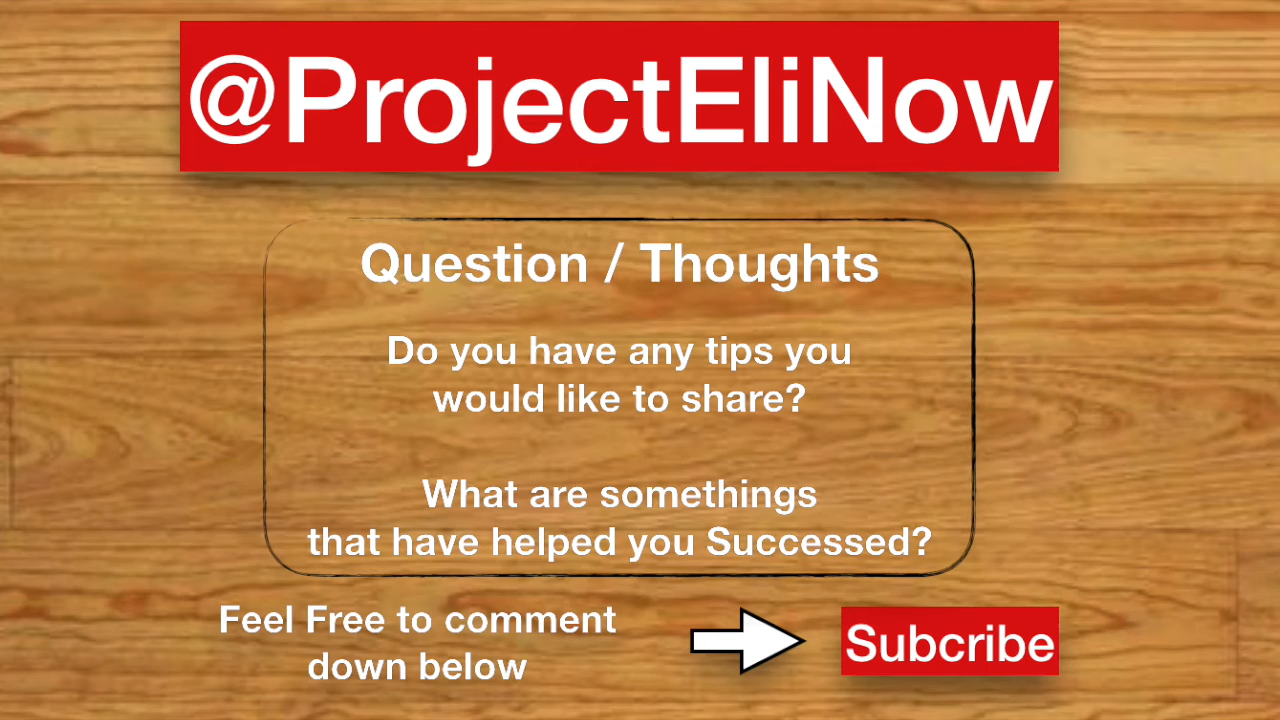 @ProjectEliNow
Question / Thoughts
Do you have any tips you
would like to share?
What are somethings
that have helped you Successed?
Feel Free to comment
down below
Subcribe